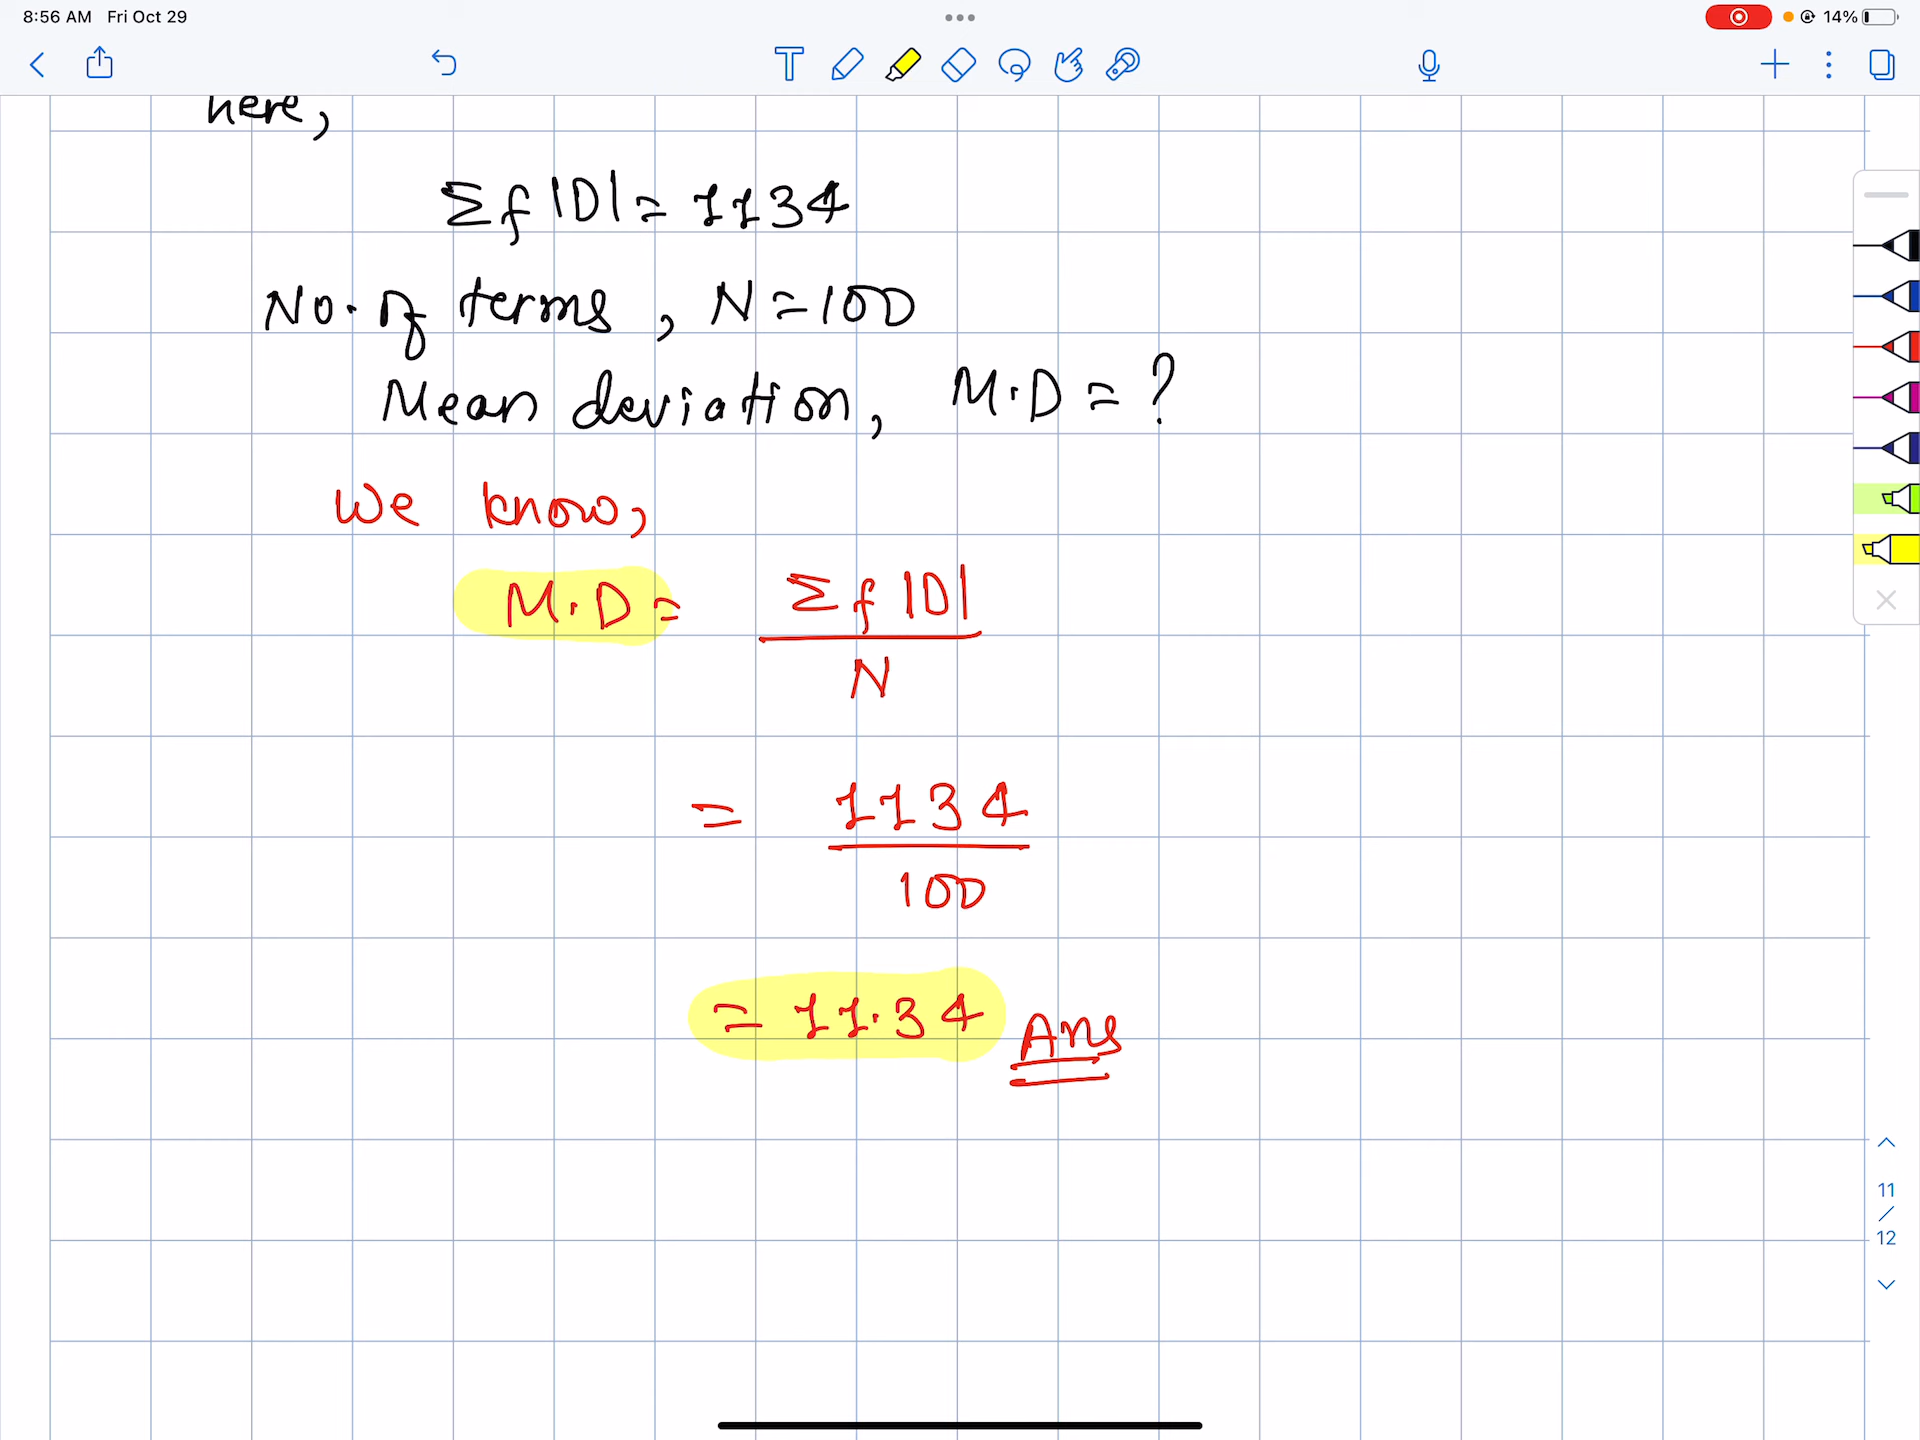 8:56 AM Fri Oct 29
14%
here,
Σf|D| = 1134
No. of terms, N=100
Mean deviation, M.D = ?
We know,
M.D = Σf|D|
N
= 1134
100
= 11.34 Ans
11
/
12